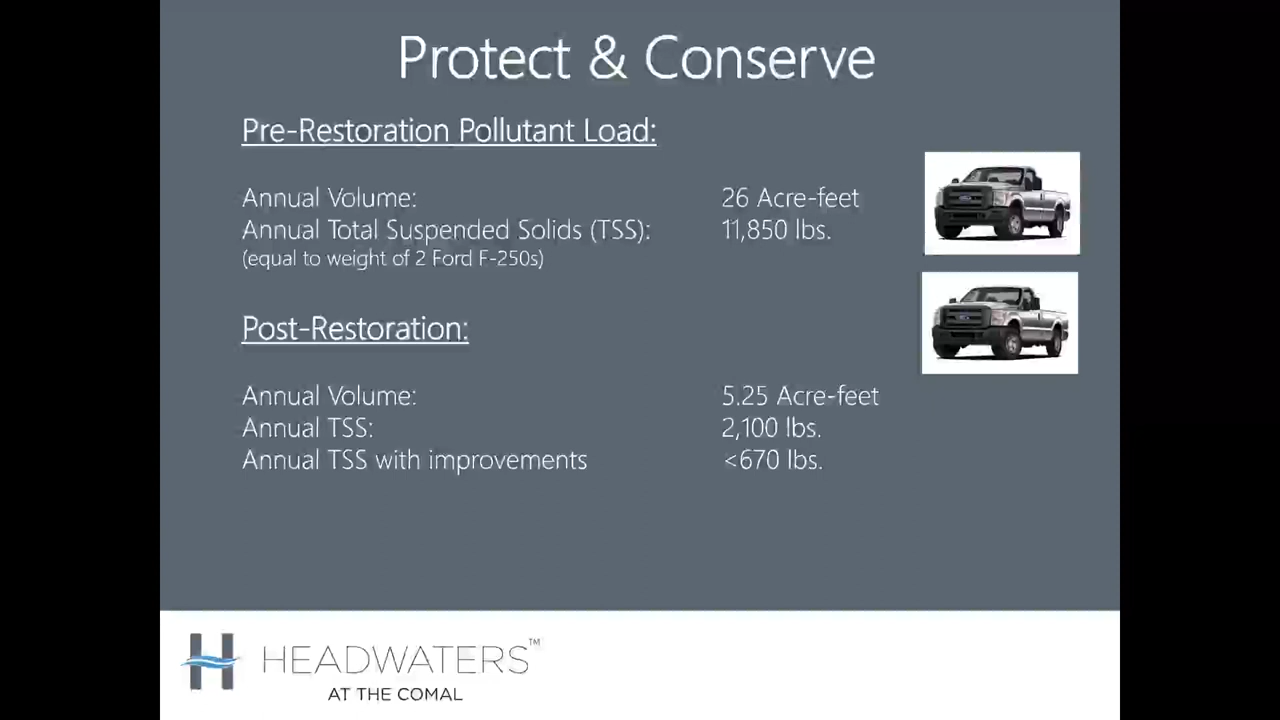 Protect & Conserve
Pre-Restoration Pollutant Load:
Annual Volume: 26 Acre-feet
Annual Total Suspended Solids (TSS): 11,850 lbs.
(equal to weight of 2 Ford F-250s)
Post-Restoration:
Annual Volume: 5.25 Acre-feet
Annual TSS: 2,100 lbs.
Annual TSS with improvements <670 lbs.
HEADWATERS™
AT THE COMAL